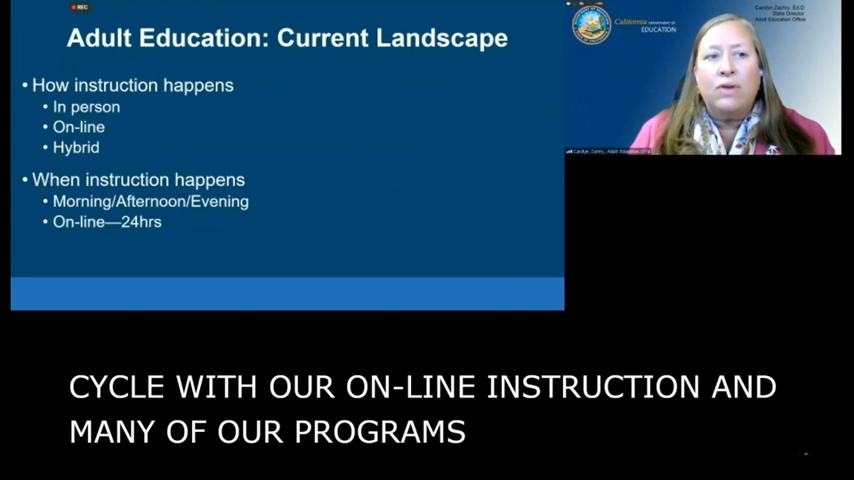 REC
Adult Education: Current Landscape
• How instruction happens
• In person
• On-line
• Hybrid
• When instruction happens
• Morning/Afternoon/Evening
• On-line—24hrs
California DEPARTMENT OF
EDUCATION
Carolyn Zachry, Ed.D
State Director
Adult Education Office
Carolyn Zachry, Adult Education
CYCLE WITH OUR ON-LINE INSTRUCTION AND
MANY OF OUR PROGRAMS